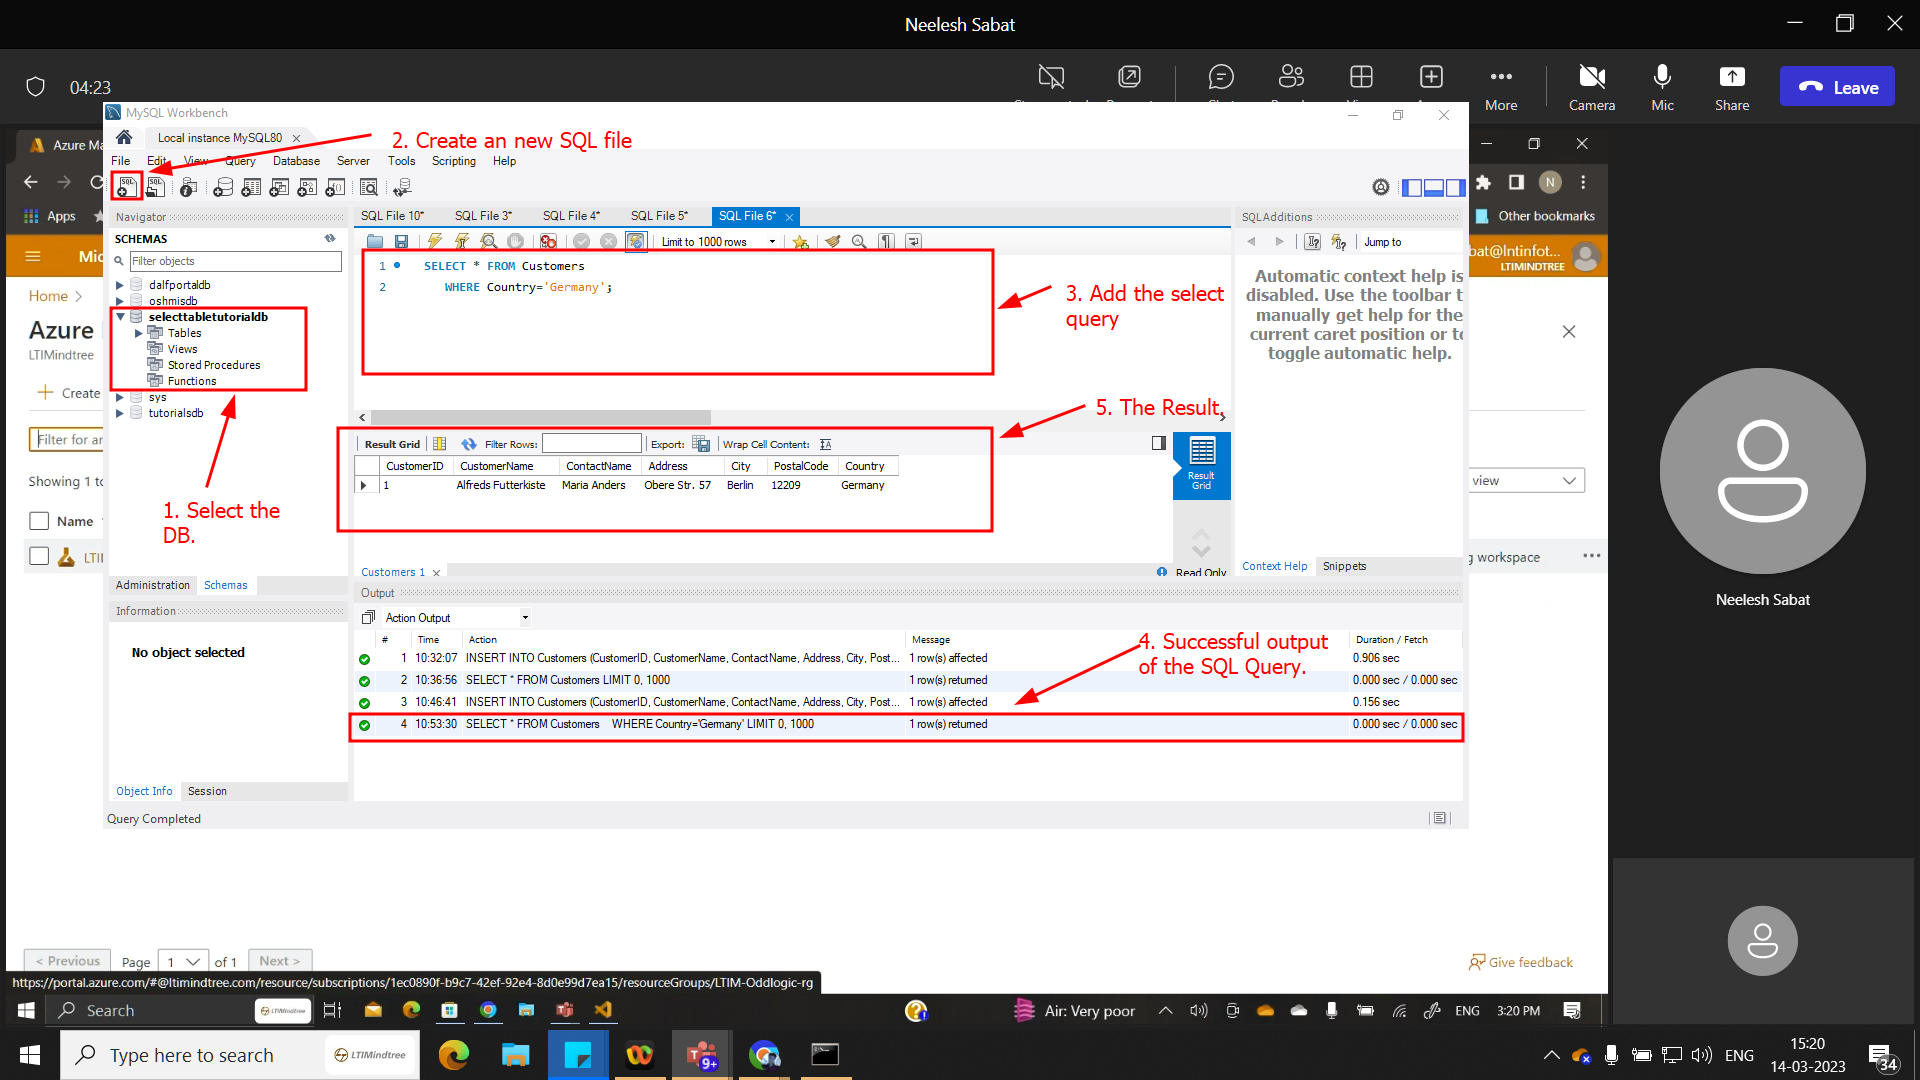 Neelesh Sabat
04:23
More
Camera
Mic
Share
Leave
MySQL Workbench
Local instance MySQL80
2. Create an new SQL file
File Edit View Query Database Server Tools Scripting Help
Azure Ma
Apps
Other bookmarks
Navigator
SQL File 10* SQL File 3* SQL File 4* SQL File 5* SQL File 6*
SQLAdditions
SCHEMAS
Filter objects
Limit to 1000 rows
Jump to
N
Mic
bat@lntinfot...
LTIMINDTREE
dalfportaldb
oshmisdb
selecttabletutorialdb
Tables
Views
Stored Procedures
Functions
sys
tutorialsdb
1 SELECT * FROM Customers
2 WHERE Country='Germany';
3. Add the select
query
Automatic context help is
disabled. Use the toolbar t
manually get help for the
current caret position or to
toggle automatic help.
Home
Azure
LTIMindtree
Create
Filter for an
Showing 1 to
Name
LTI
view
g workspace
1. Select the
DB.
5. The Result.
Result Grid Filter Rows: Export: Wrap Cell Content:
CustomerID CustomerName ContactName Address City PostalCode Country
1 Alfreds Futterkiste Maria Anders Obere Str. 57 Berlin 12209 Germany
Result
Grid
Customers 1
Read Only
Context Help Snippets
Administration Schemas
Information
No object selected
Output
Action Output
# Time Action Message Duration / Fetch
1 10:32:07 INSERT INTO Customers (CustomerID, CustomerName, ContactName, Address, City, Post... 1 row(s) affected 0.906 sec
2 10:36:56 SELECT * FROM Customers LIMIT 0, 1000 1 row(s) returned 0.000 sec / 0.000 sec
3 10:46:41 INSERT INTO Customers (CustomerID, CustomerName, ContactName, Address, City, Post... 1 row(s) affected 0.156 sec
4 10:53:30 SELECT * FROM Customers WHERE Country='Germany' LIMIT 0, 1000 1 row(s) returned 0.000 sec / 0.000 sec
4. Successful output
of the SQL Query.
Object Info Session
Query Completed
Neelesh Sabat
< Previous Page 1 of 1 Next >
Give feedback
https://portal.azure.com/#@ltimindtree.com/resource/subscriptions/1ec0890f-b9c7-42ef-92e4-8d0e99d7ea15/resourceGroups/LTIM-Oddlogic-rg
Search
LTIMindtree
Air: Very poor
ENG
3:20 PM
Type here to search
LTIMindtree
9+
ENG
15:20
14-03-2023
34